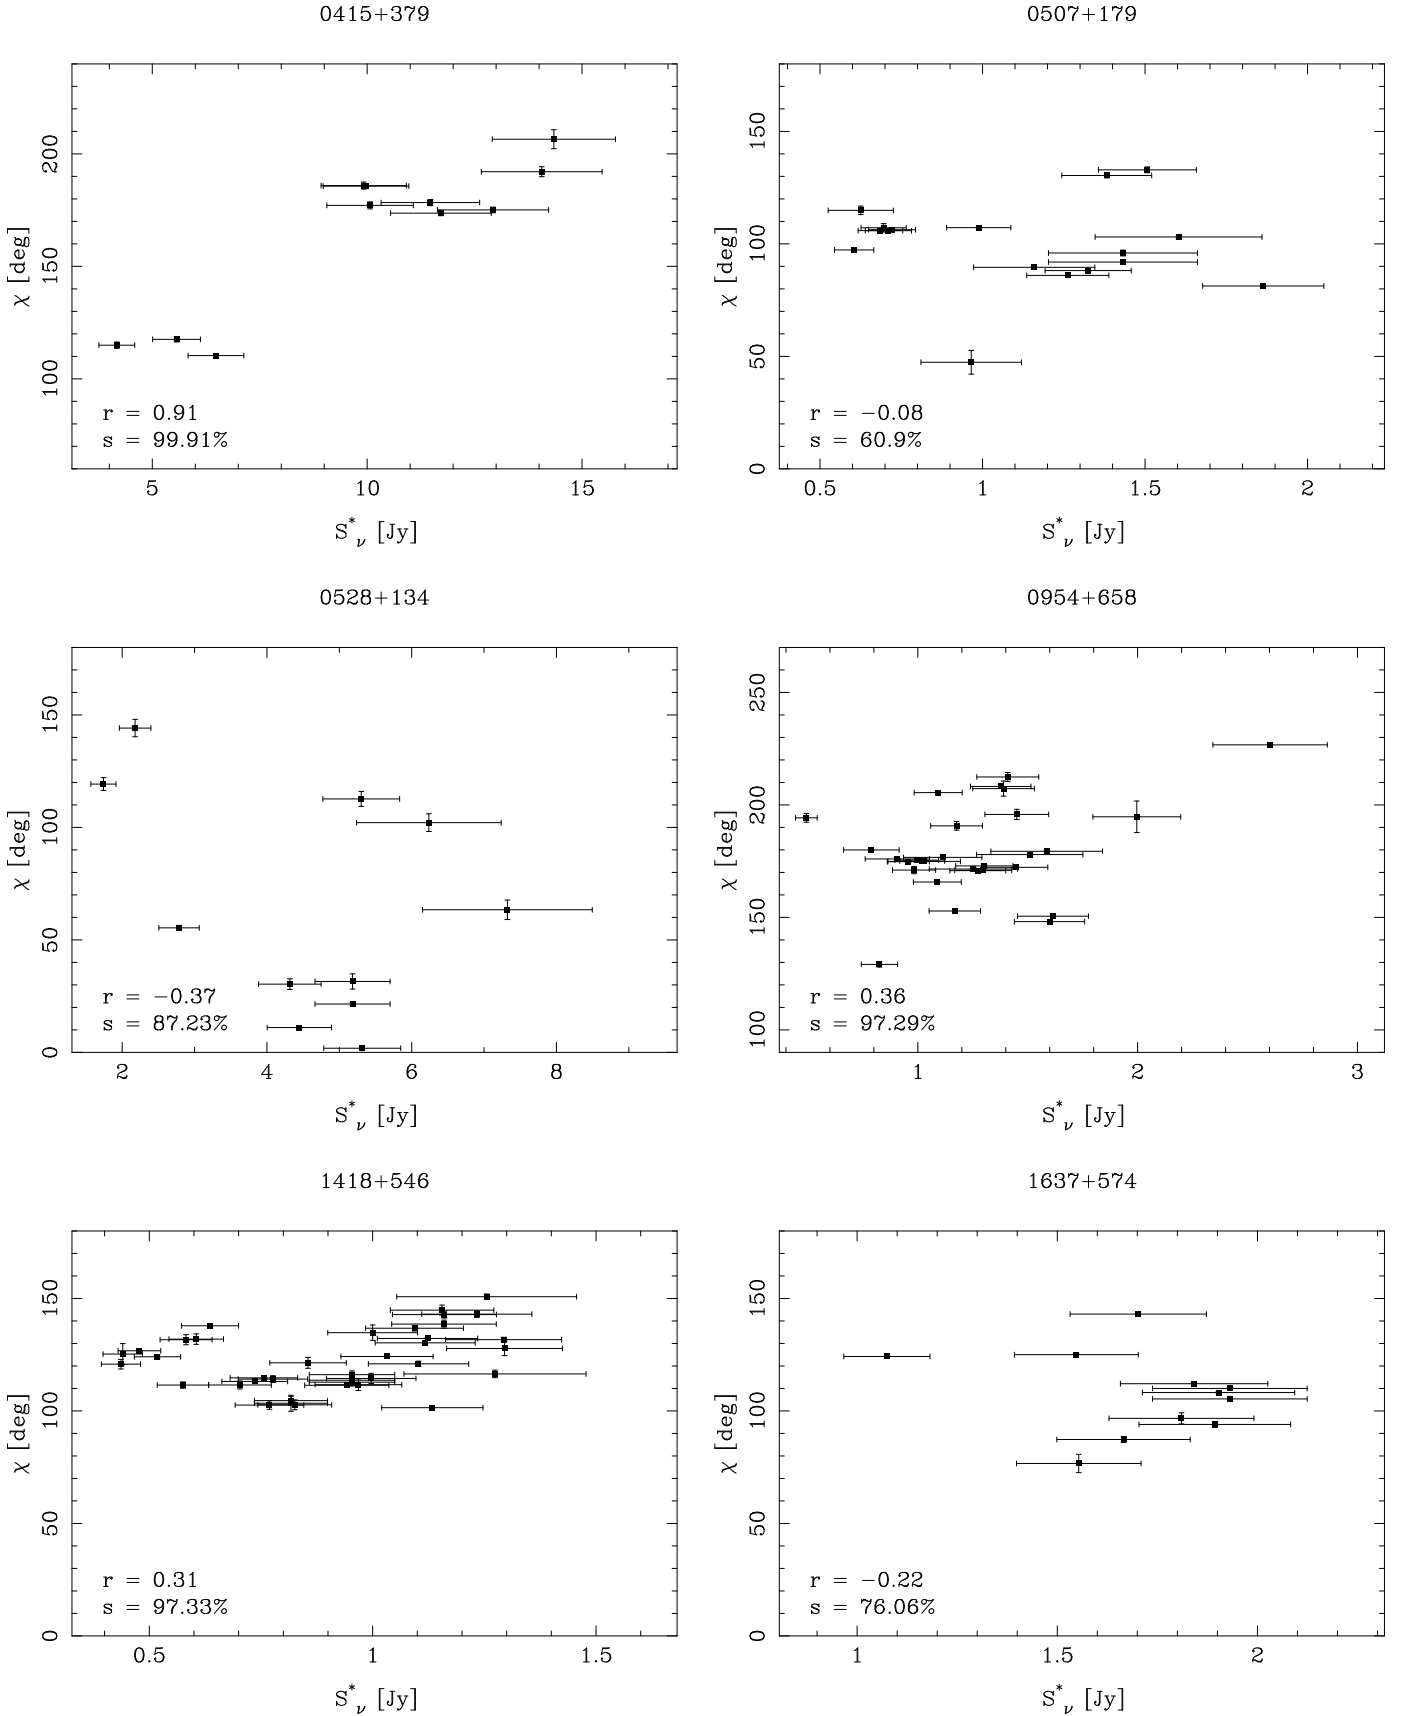 0415+379
200
150
100
χ [deg]
r = 0.91
s = 99.91%
5 10 15
S*ν [Jy]
0507+179
150
100
50
0
χ [deg]
r = −0.08
s = 60.9%
0.5 1 1.5 2
S*ν [Jy]
0528+134
150
100
50
0
χ [deg]
r = −0.37
s = 87.23%
2 4 6 8
S*ν [Jy]
0954+658
250
200
150
100
χ [deg]
r = 0.36
s = 97.29%
1 2 3
S*ν [Jy]
1418+546
150
100
50
0
χ [deg]
r = 0.31
s = 97.33%
0.5 1 1.5
S*ν [Jy]
1637+574
150
100
50
0
χ [deg]
r = −0.22
s = 76.06%
1 1.5 2
S*ν [Jy]